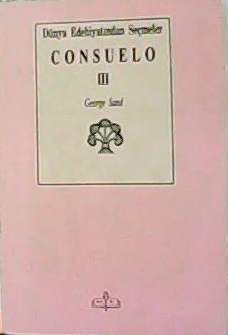 Dünya Edebiyatından Seçmeler
CONSUELO
III
George Sand